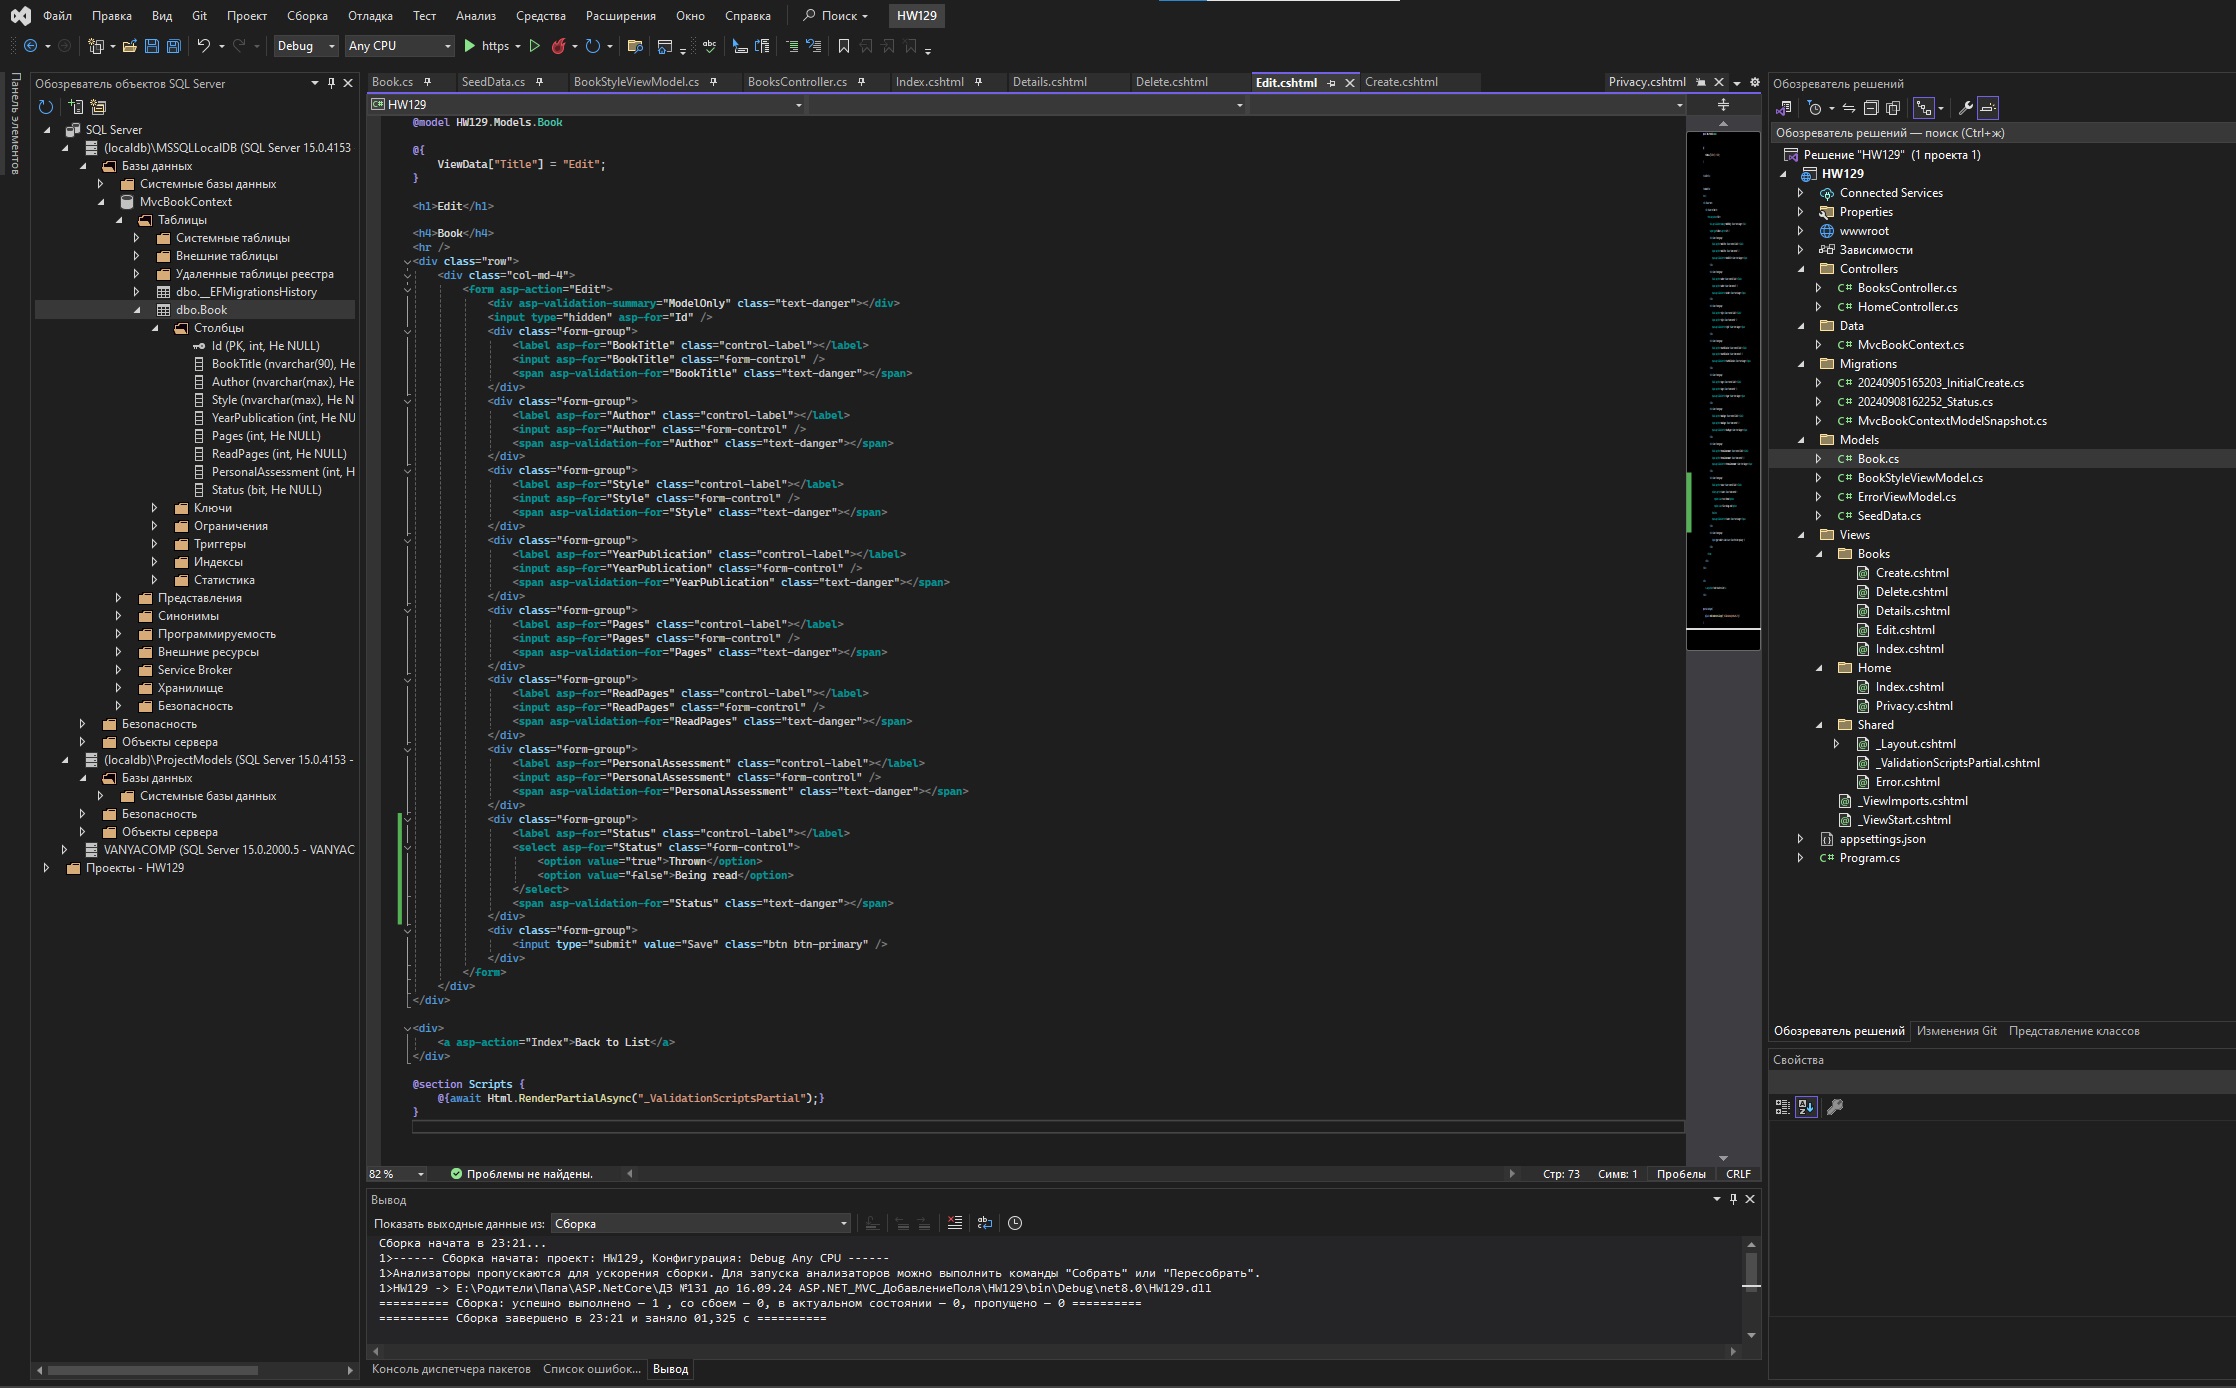 Файл Правка Вид Git Проект Сборка Отладка Тест Анализ Средства Расширения Окно Справка Поиск HW129
Debug Any CPU https
Панель элементов
Обозреватель объектов SQL Server
SQL Server
(localdb)\MSSQLLocalDB (SQL Server 15.0.4153
Базы данных
Системные базы данных
MvcBookContext
Таблицы
Системные таблицы
Внешние таблицы
Удаленные таблицы реестра
dbo.__EFMigrationsHistory
dbo.Book
Столбцы
Id (PK, int, Не NULL)
BookTitle (nvarchar(90), Не
Author (nvarchar(max), Не
Style (nvarchar(max), Не N
YearPublication (int, Не NU
Pages (int, Не NULL)
ReadPages (int, Не NULL)
PersonalAssessment (int, Н
Status (bit, Не NULL)
Ключи
Ограничения
Триггеры
Индексы
Статистика
Представления
Синонимы
Программируемость
Внешние ресурсы
Service Broker
Хранилище
Безопасность
Безопасность
Объекты сервера
(localdb)\ProjectModels (SQL Server 15.0.4153 -
Базы данных
Системные базы данных
Безопасность
Объекты сервера
VANYACOMP (SQL Server 15.0.2000.5 - VANYAC
Проекты - HW129
Book.cs SeedData.cs BookStyleViewModel.cs BooksController.cs Index.cshtml Details.cshtml Delete.cshtml Edit.cshtml Create.cshtml Privacy.cshtml
HW129
@model HW129.Models.Book
@{
ViewData["Title"] = "Edit";
}
<h1>Edit</h1>
<h4>Book</h4>
<hr />
<div class="row">
<div class="col-md-4">
<form asp-action="Edit">
<div asp-validation-summary="ModelOnly" class="text-danger"></div>
<input type="hidden" asp-for="Id" />
<div class="form-group">
<label asp-for="BookTitle" class="control-label"></label>
<input asp-for="BookTitle" class="form-control" />
<span asp-validation-for="BookTitle" class="text-danger"></span>
</div>
<div class="form-group">
<label asp-for="Author" class="control-label"></label>
<input asp-for="Author" class="form-control" />
<span asp-validation-for="Author" class="text-danger"></span>
</div>
<div class="form-group">
<label asp-for="Style" class="control-label"></label>
<input asp-for="Style" class="form-control" />
<span asp-validation-for="Style" class="text-danger"></span>
</div>
<div class="form-group">
<label asp-for="YearPublication" class="control-label"></label>
<input asp-for="YearPublication" class="form-control" />
<span asp-validation-for="YearPublication" class="text-danger"></span>
</div>
<div class="form-group">
<label asp-for="Pages" class="control-label"></label>
<input asp-for="Pages" class="form-control" />
<span asp-validation-for="Pages" class="text-danger"></span>
</div>
<div class="form-group">
<label asp-for="ReadPages" class="control-label"></label>
<input asp-for="ReadPages" class="form-control" />
<span asp-validation-for="ReadPages" class="text-danger"></span>
</div>
<div class="form-group">
<label asp-for="PersonalAssessment" class="control-label"></label>
<input asp-for="PersonalAssessment" class="form-control" />
<span asp-validation-for="PersonalAssessment" class="text-danger"></span>
</div>
<div class="form-group">
<label asp-for="Status" class="control-label"></label>
<select asp-for="Status" class="form-control">
<option value="true">Thrown</option>
<option value="false">Being read</option>
</select>
<span asp-validation-for="Status" class="text-danger"></span>
</div>
<div class="form-group">
<input type="submit" value="Save" class="btn btn-primary" />
</div>
</form>
</div>
</div>
<div>
<a asp-action="Index">Back to List</a>
</div>
@section Scripts {
@{await Html.RenderPartialAsync("_ValidationScriptsPartial");}
}
82 % Проблемы не найдены. Стр: 73 Симв: 1 Пробелы CRLF
Вывод
Показать выходные данные из: Сборка
Сборка начата в 23:21...
1>------ Сборка начата: проект: HW129, Конфигурация: Debug Any CPU ------
1>Анализаторы пропускаются для ускорения сборки. Для запуска анализаторов можно выполнить команды "Собрать" или "Пересобрать".
1>HW129 -> E:\Родители\Папа\ASP.NetCore\ДЗ №131 до 16.09.24 ASP.NET_MVC_ДобавлениеПоля\HW129\bin\Debug\net8.0\HW129.dll
========== Сборка: успешно выполнено — 1 , со сбоем — 0, в актуальном состоянии — 0, пропущено — 0 ==========
========== Сборка завершено в 23:21 и заняло 01,325 с ==========
Консоль диспетчера пакетов Список ошибок... Вывод
Обозреватель решений
Обозреватель решений — поиск (Ctrl+ж)
Решение "HW129" (1 проекта 1)
HW129
Connected Services
Properties
wwwroot
Зависимости
Controllers
C# BooksController.cs
C# HomeController.cs
Data
C# MvcBookContext.cs
Migrations
C# 20240905165203_InitialCreate.cs
C# 20240908162252_Status.cs
C# MvcBookContextModelSnapshot.cs
Models
C# Book.cs
C# BookStyleViewModel.cs
C# ErrorViewModel.cs
C# SeedData.cs
Views
Books
Create.cshtml
Delete.cshtml
Details.cshtml
Edit.cshtml
Index.cshtml
Home
Index.cshtml
Privacy.cshtml
Shared
_Layout.cshtml
_ValidationScriptsPartial.cshtml
Error.cshtml
_ViewImports.cshtml
_ViewStart.cshtml
appsettings.json
C# Program.cs
Обозреватель решений Изменения Git Представление классов
Свойства